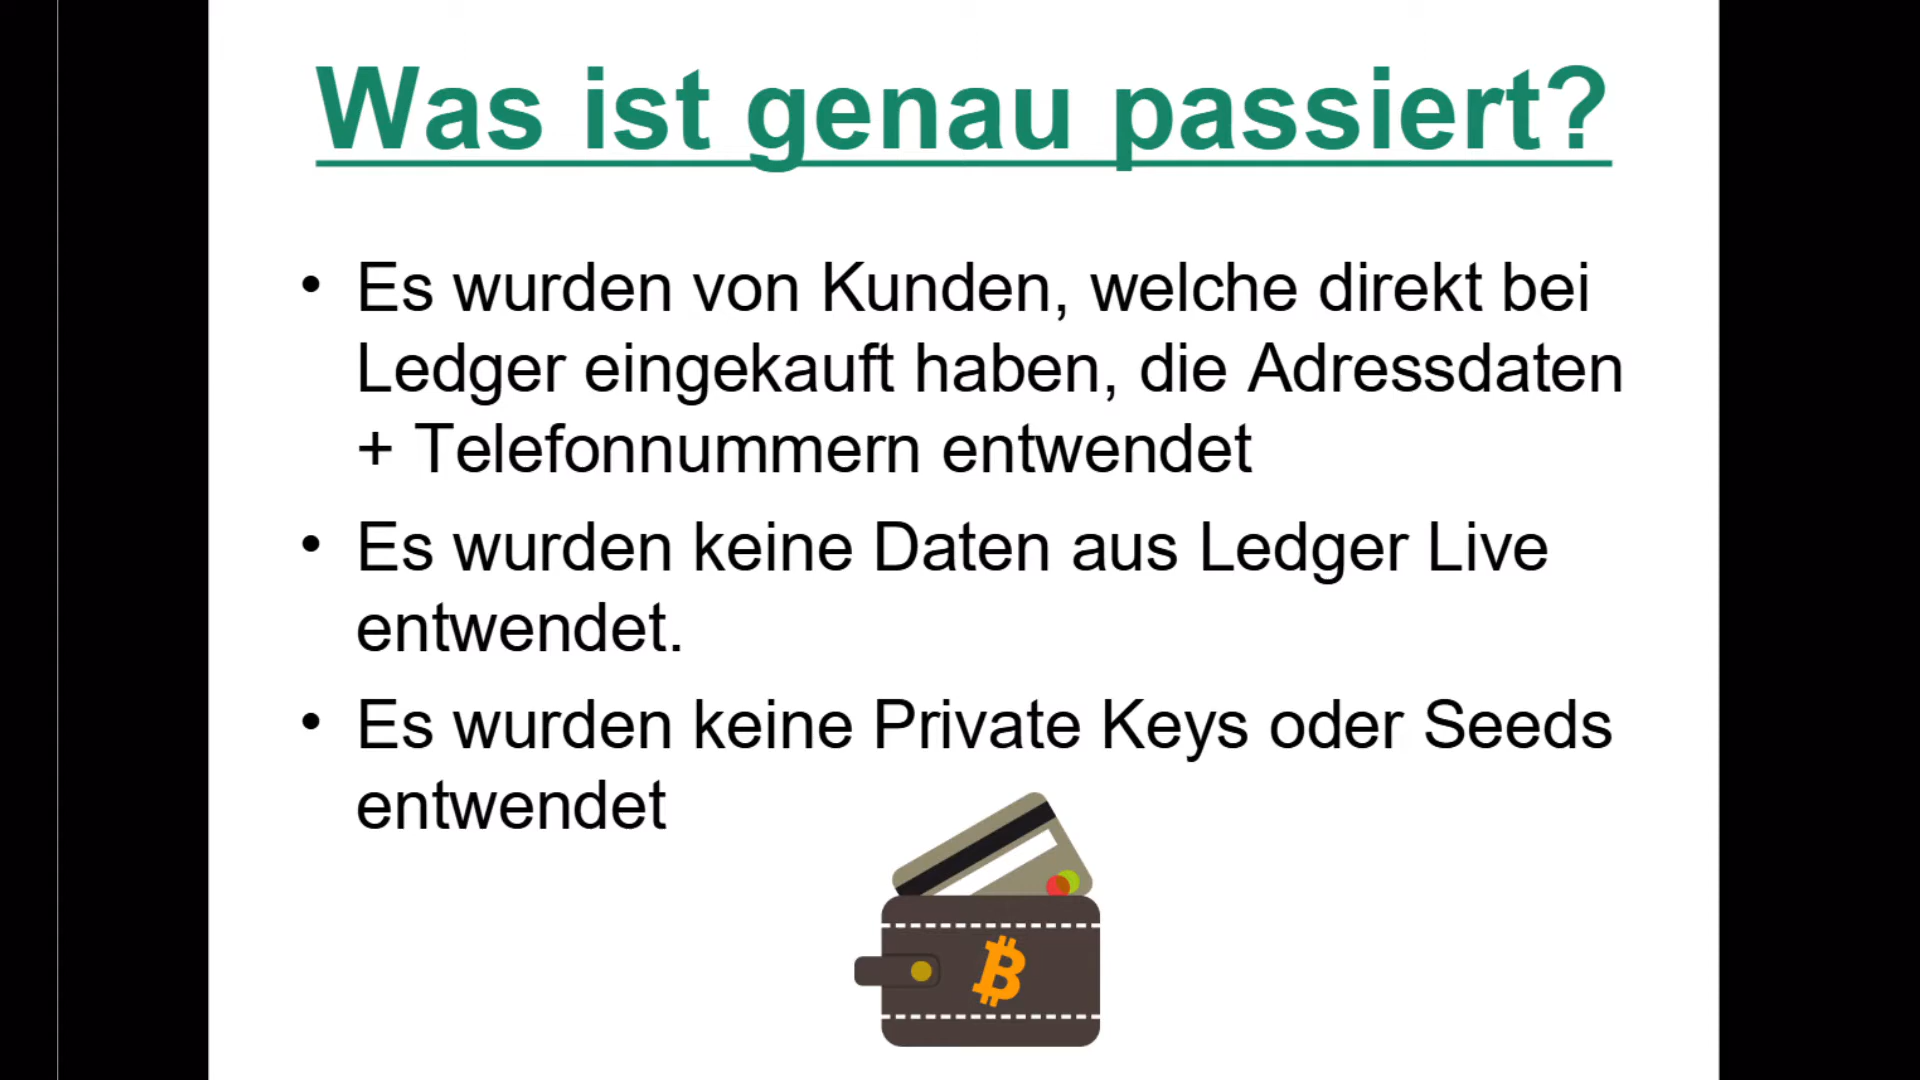 Was ist genau passiert?
• Es wurden von Kunden, welche direkt bei
Ledger eingekauft haben, die Adressdaten
+ Telefonnummern entwendet
• Es wurden keine Daten aus Ledger Live
entwendet.
• Es wurden keine Private Keys oder Seeds
entwendet